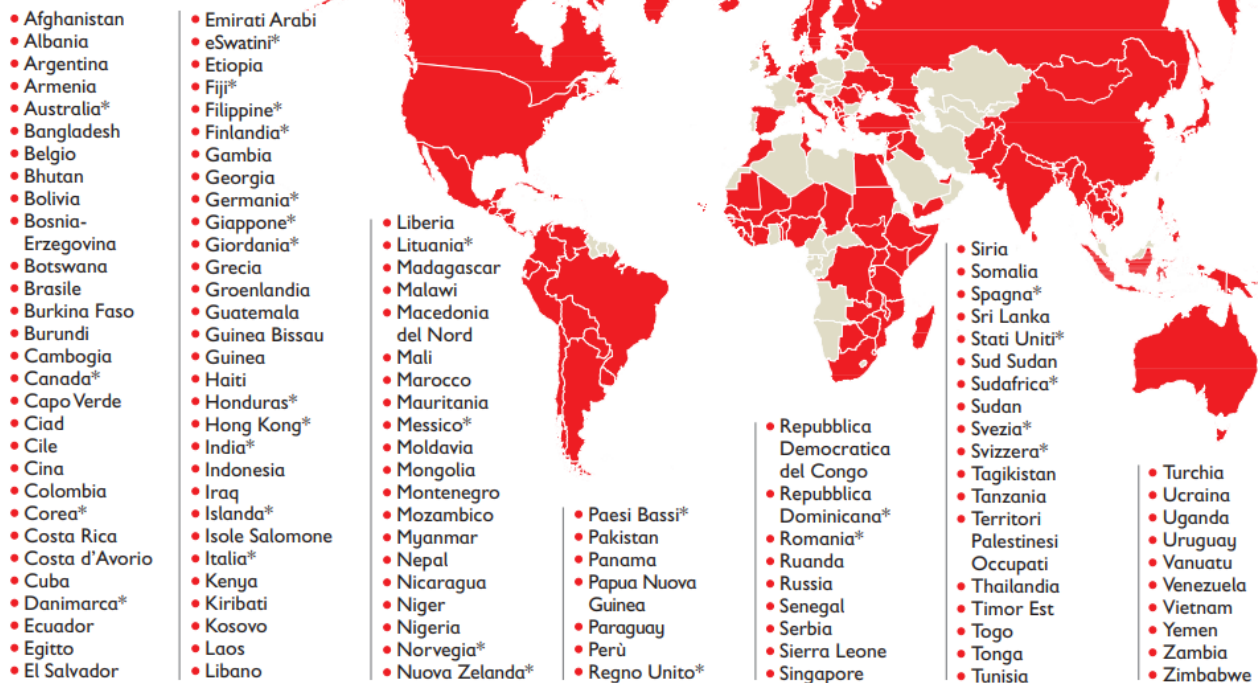 • Afghanistan
• Albania
• Argentina
• Armenia
• Australia*
• Bangladesh
• Belgio
• Bhutan
• Bolivia
• Bosnia-
Erzegovina
• Botswana
• Brasile
• Burkina Faso
• Burundi
• Cambogia
• Canada*
• Capo Verde
• Ciad
• Cile
• Cina
• Colombia
• Corea*
• Costa Rica
• Costa d'Avorio
• Cuba
• Danimarca*
• Ecuador
• Egitto
• El Salvador
• Emirati Arabi
• eSwatini*
• Etiopia
• Fiji*
• Filippine*
• Finlandia*
• Gambia
• Georgia
• Germania*
• Giappone*
• Giordania*
• Grecia
• Groenlandia
• Guatemala
• Guinea Bissau
• Guinea
• Haiti
• Honduras*
• Hong Kong*
• India*
• Indonesia
• Iraq
• Islanda*
• Isole Salomone
• Italia*
• Kenya
• Kiribati
• Kosovo
• Laos
• Libano
• Liberia
• Lituania*
• Madagascar
• Malawi
• Macedonia
del Nord
• Mali
• Marocco
• Mauritania
• Messico*
• Moldavia
• Mongolia
• Montenegro
• Mozambico
• Myanmar
• Nepal
• Nicaragua
• Niger
• Nigeria
• Norvegia*
• Nuova Zelanda*
• Paesi Bassi*
• Pakistan
• Panama
• Papua Nuova
Guinea
• Paraguay
• Perù
• Regno Unito*
• Repubblica
Democratica
del Congo
• Repubblica
Dominicana*
• Romania*
• Ruanda
• Russia
• Senegal
• Serbia
• Sierra Leone
• Singapore
• Siria
• Somalia
• Spagna*
• Sri Lanka
• Stati Uniti*
• Sud Sudan
• Sudafrica*
• Sudan
• Svezia*
• Svizzera*
• Tagikistan
• Tanzania
• Territori
Palestinesi
Occupati
• Thailandia
• Timor Est
• Togo
• Tonga
• Tunisia
• Turchia
• Ucraina
• Uganda
• Uruguay
• Vanuatu
• Venezuela
• Vietnam
• Yemen
• Zambia
• Zimbabwe